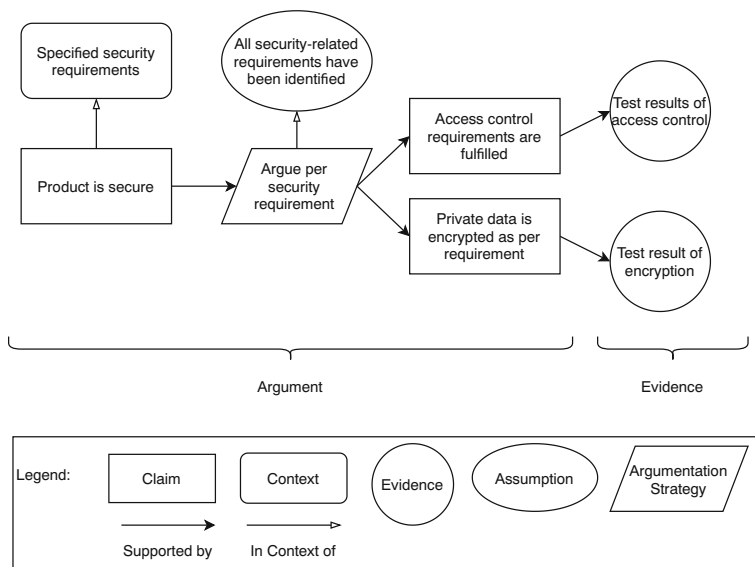 Specified security
requirements
All security-related
requirements have
been identified
Test results of
access control
Access control
requirements are
fulfilled
Product is secure
Argue per
security
requirement
Private data is
encrypted as per
requirement
Test result of
encryption
Argument
Evidence
Legend:
Claim
Context
Evidence
Assumption
Argumentation
Strategy
Supported by
In Context of